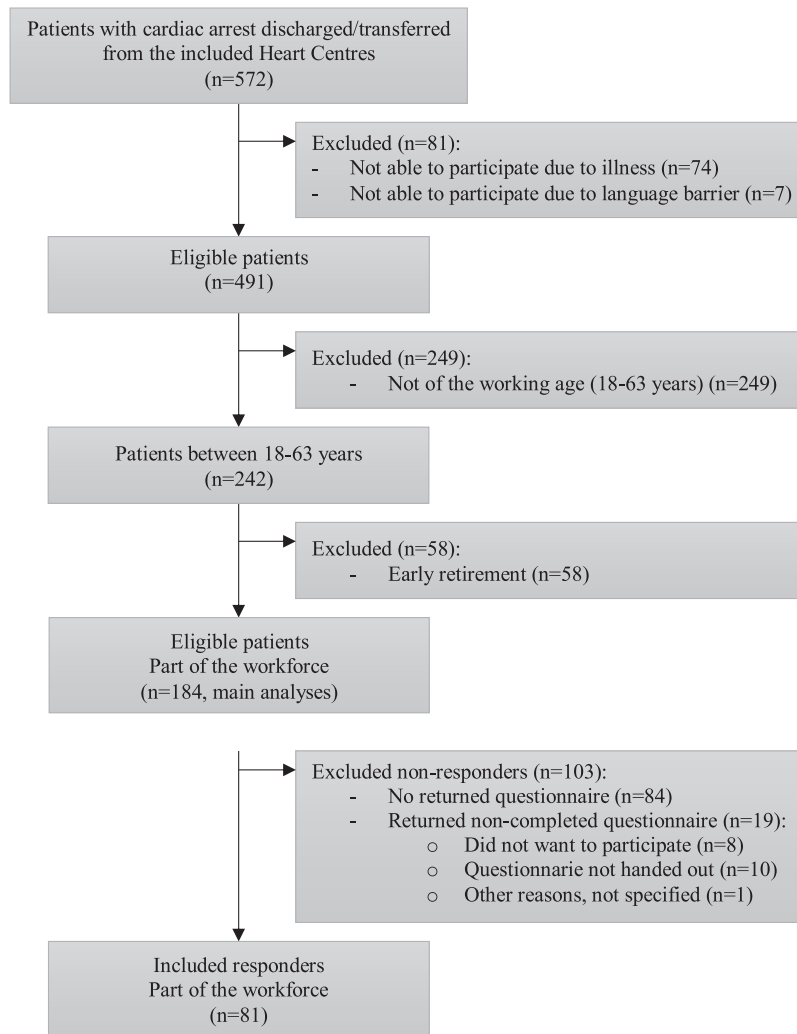 Patients with cardiac arrest discharged/transferred
from the included Heart Centres
(n=572)
Excluded (n=81):
- Not able to participate due to illness (n=74)
- Not able to participate due to language barrier (n=7)
Eligible patients
(n=491)
Excluded (n=249):
- Not of the working age (18-63 years) (n=249)
Patients between 18-63 years
(n=242)
Excluded (n=58):
- Early retirement (n=58)
Eligible patients
Part of the workforce
(n=184, main analyses)
Excluded non-responders (n=103):
- No returned questionnaire (n=84)
- Returned non-completed questionnaire (n=19):
o Did not want to participate (n=8)
o Questionnarie not handed out (n=10)
o Other reasons, not specified (n=1)
Included responders
Part of the workforce
(n=81)